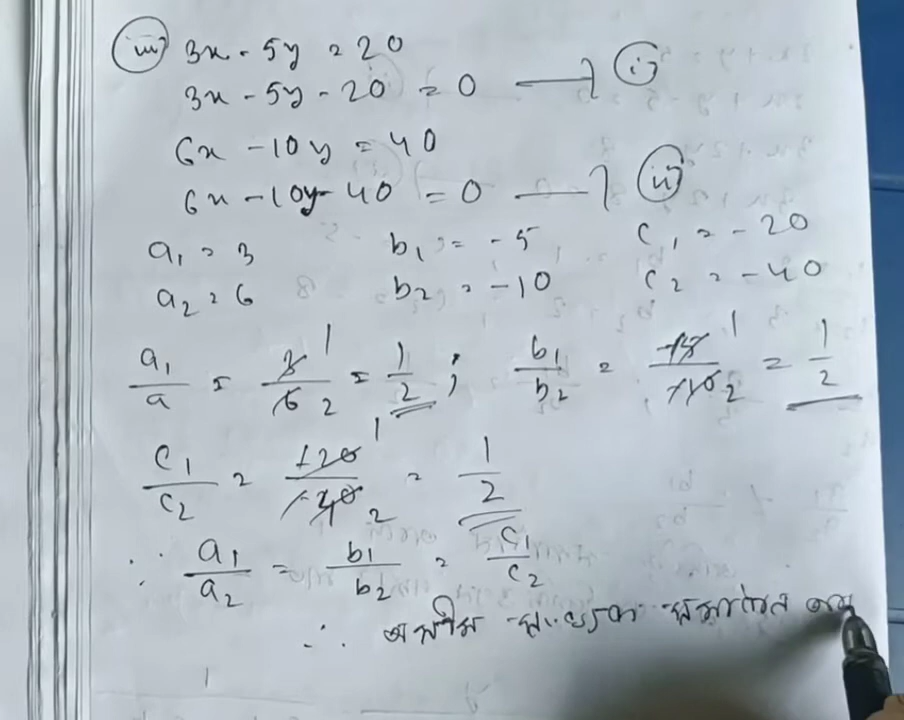 (iii) 3x - 5y = 20
3x - 5y - 20 = 0 → (i)
6x - 10y = 40
6x - 10y - 40 = 0 → (ii)
a₁ = 3 b₁ = -5 c₁ = -20
a₂ = 6 b₂ = -10 c₂ = -40
a₁/a = 3/6 = 1/2 ; b₁/b₂ = -5/-10 = 1/2
c₁/c₂ = -20/-40 = 1/2
∴ a₁/a₂ = b₁/b₂ = c₁/c₂
∴ অসীম সংখ্যক সমাধান